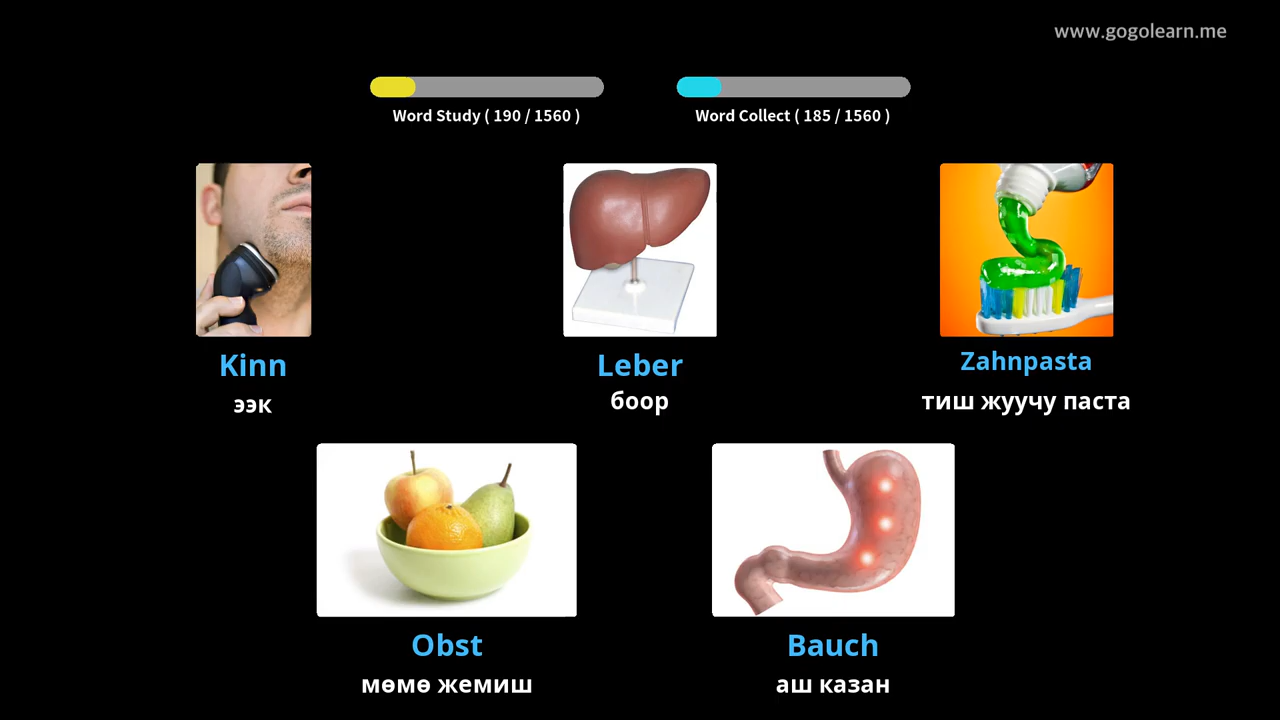 www.gogolearn.me
Word Study ( 190 / 1560 )
Word Collect ( 185 / 1560 )
Kinn
ээк
Leber
боор
Zahnpasta
тиш жуучу паста
Obst
мөмө жемиш
Bauch
аш казан